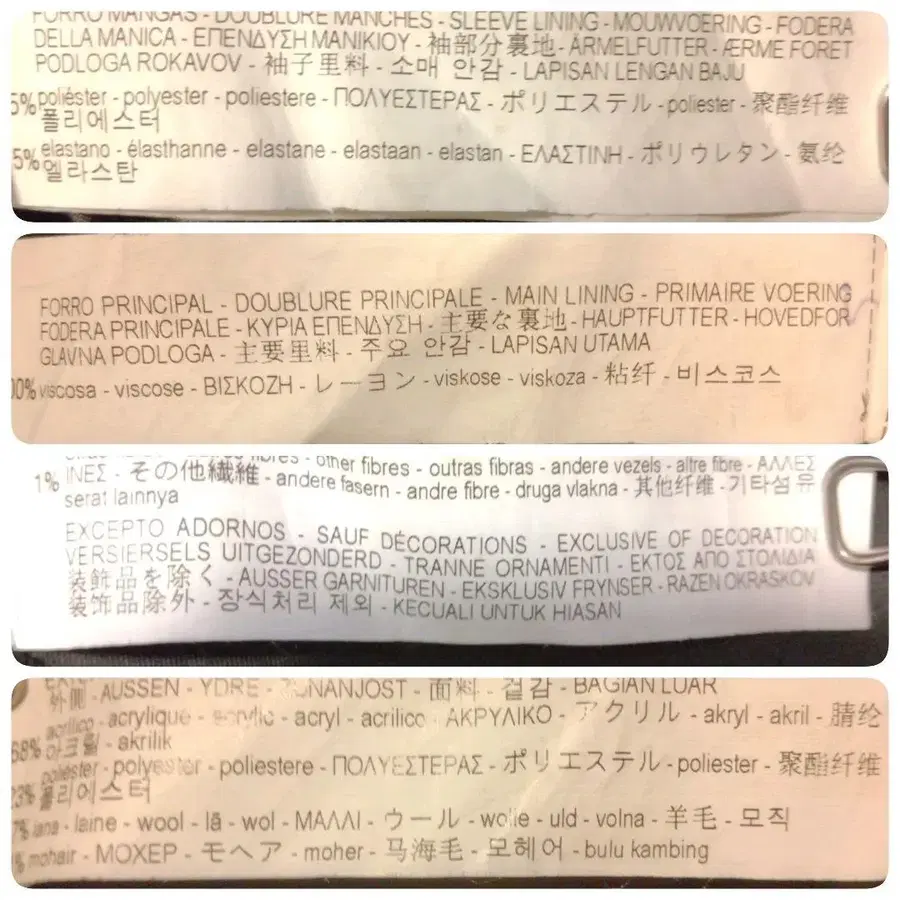 FORRO MANGAS - DOUBLURE MANCHES - SLEEVE LINING - MOUWVOERING - FODERA
DELLA MANICA - ΕΠΕΝΔΥΣΗ ΜΑΝΙΚΙΟΥ - 袖部分裏地 - ÄRMELFUTTER - ÆRME FORET
PODLOGA ROKAVOV - 袖子里料 - 소매 안감 - LAPISAN LENGAN BAJU
5% poliéster - polyester - poliestere - ΠΟΛΥΕΣΤΕΡΑΣ - ポリエステル - poliester - 聚酯纤维
폴리에스터
5% elastano - élasthanne - elastane - elastaan - elastan - ΕΛΑΣΤΙΝΗ - ポリウレタン - 氨纶
엘라스탄
FORRO PRINCIPAL - DOUBLURE PRINCIPALE - MAIN LINING - PRIMAIRE VOERING
FODERA PRINCIPALE - ΚΥΡΙΑ ΕΠΕΝΔΥΣΗ - 主要な裏地 - HAUPTFUTTER - HOVEDFOR
GLAVNA PODLOGA - 主要里料 - 주요 안감 - LAPISAN UTAMA
00% viscosa - viscose - ΒΙΣΚΟΖΗ - レーヨン - viskose - viskoza - 粘纤 - 비스코스
fibres - other fibres - outras fibras - andere vezels - altre fibre - ΑΛΛΕΣ
1% ΙΝΕΣ - その他繊維 - andere fasern - andre fibre - druga vlakna - 其他纤维 - 기타섬유
serat lainnya
EXCEPTO ADORNOS - SAUF DÉCORATIONS - EXCLUSIVE OF DECORATION
VERSIERSELS UITGEZONDERD - TRANNE ORNAMENTI - ΕΚΤΟΣ ΑΠΟ ΣΤΟΛΙΔΙΑ
装飾品を除く - AUSSER GARNITUREN - EKSKLUSIV FRYNSER - RAZEN OKRASKOV
装饰品除外 - 장식처리 제외 - KECUALI UNTUK HIASAN
外側 - AUSSEN - YDRE - ZUNANJOST - 面料 - 겉감 - BAGIAN LUAR
acrílico - acrylique - acrylic - acryl - acrilico - ΑΚΡΥΛΙΚΟ - アクリル - akryl - akril - 腈纶
68% 아크릴 - akrilik
poliéster - polyester - poliestere - ΠΟΛΥΕΣΤΕΡΑΣ - ポリエステル - poliester - 聚酯纤维
23% 폴리에스터
7% lana - laine - wool - lã - wol - ΜΑΛΛΙ - ウール - wolle - uld - volna - 羊毛 - 모직
% mohair - ΜΟΧΕΡ - モヘア - moher - 马海毛 - 모헤어 - bulu kambing